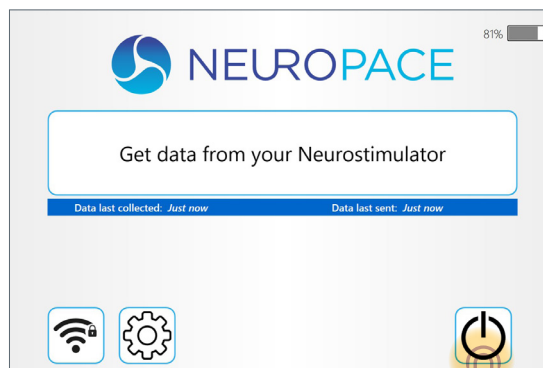 81%
NEUROPACE
Get data from your Neurostimulator
Data last collected: Just now Data last sent: Just now